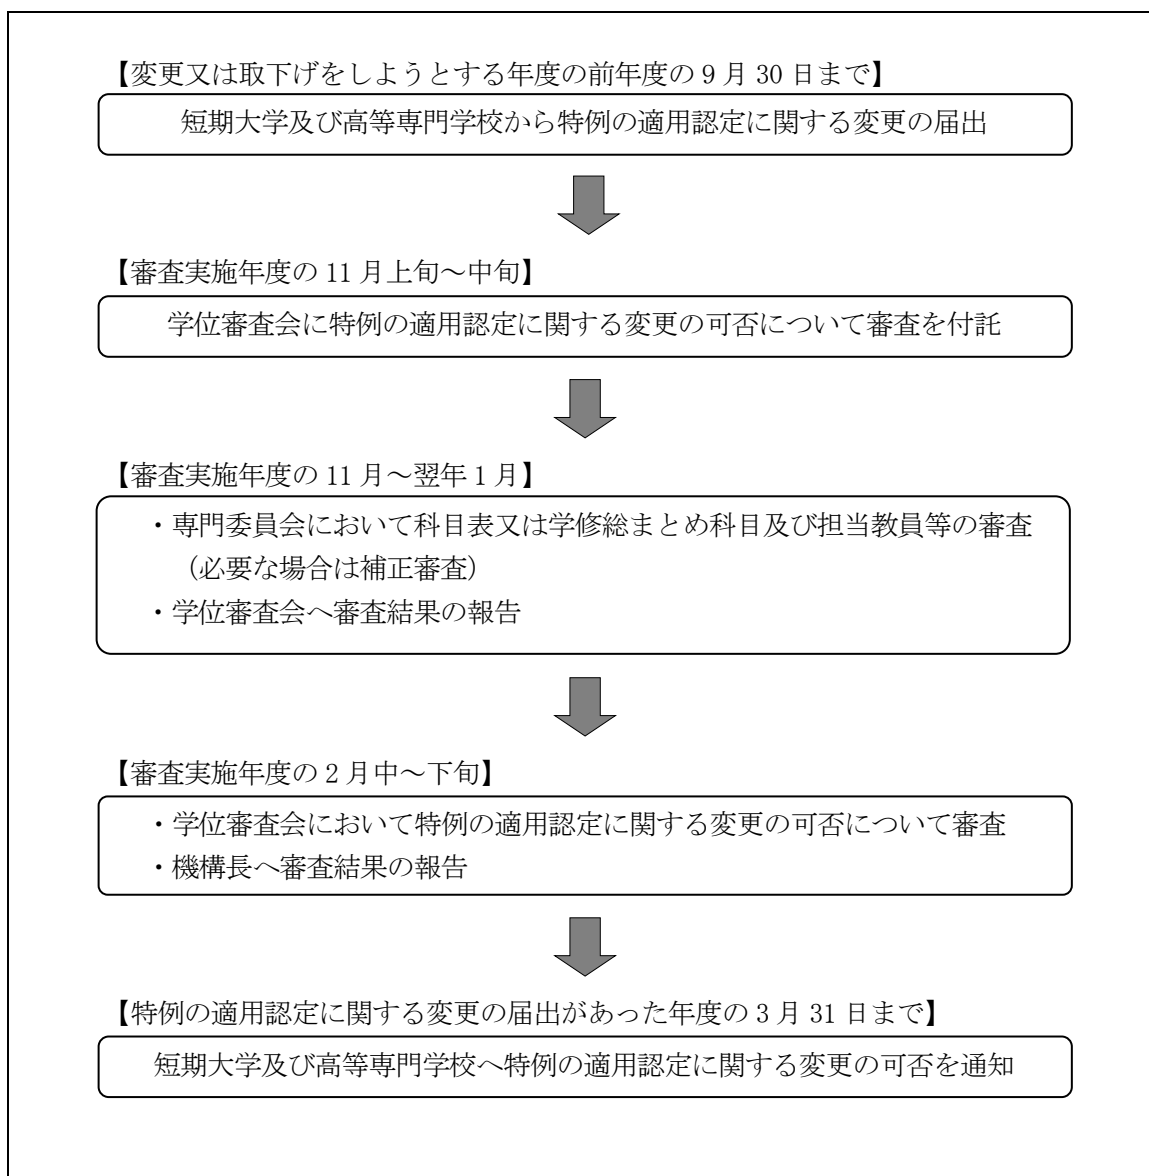 【変更又は取下げをしようとする年度の前年度の 9 月 30 日まで】
短期大学及び高等専門学校から特例の適用認定に関する変更の届出
【審査実施年度の 11 月上旬～中旬】
学位審査会に特例の適用認定に関する変更の可否について審査を付託
【審査実施年度の 11 月～翌年 1 月】
・専門委員会において科目表又は学修総まとめ科目及び担当教員等の審査
（必要な場合は補正審査）
・学位審査会へ審査結果の報告
【審査実施年度の 2 月中～下旬】
・学位審査会において特例の適用認定に関する変更の可否について審査
・機構長へ審査結果の報告
【特例の適用認定に関する変更の届出があった年度の 3 月 31 日まで】
短期大学及び高等専門学校へ特例の適用認定に関する変更の可否を通知